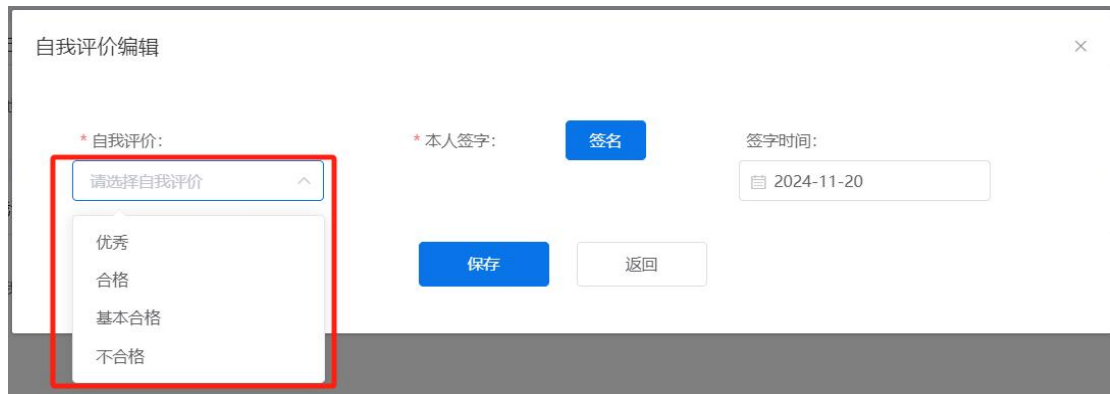 自我评价编辑
* 自我评价:
* 本人签字:
签名
签字时间:
请选择自我评价
2024-11-20
优秀
合格
基本合格
不合格
保存
返回